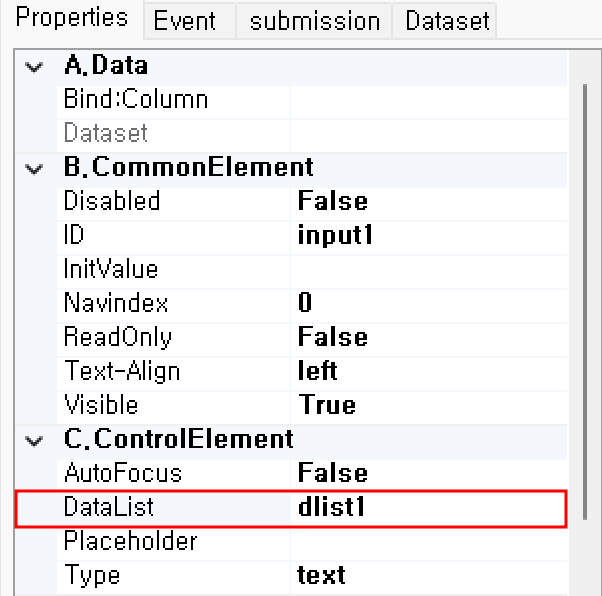 Properties Event submission Dataset
A.Data
Bind:Column
Dataset
B.CommonElement
Disabled False
ID input1
InitValue
Navindex 0
ReadOnly False
Text-Align left
Visible True
C.ControlElement
AutoFocus False
DataList dlist1
Placeholder
Type text